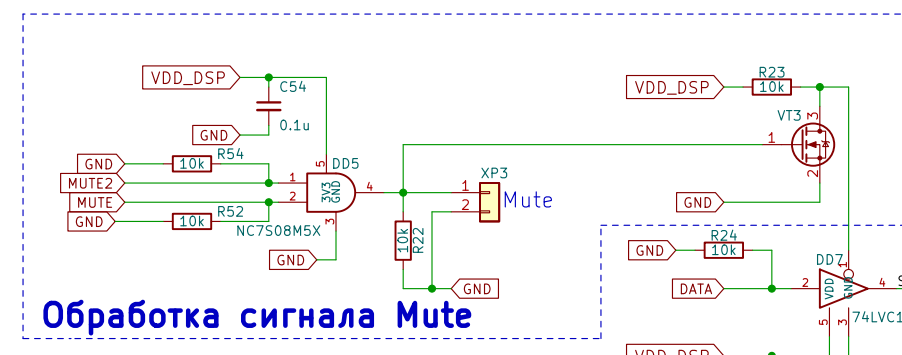 VDD_DSP
C54
0.1u
GND
GND
10k
R54
MUTE2
MUTE
GND
10k
R52
DD5
5
1
2
3V3
GND
4
3
NC7S08M5X
GND
XP3
1
2
Mute
10k
R22
GND
VDD_DSP
R23
10k
VT3
3
1
2
GND
GND
R24
10k
DATA
DD7
2
1
VDD
GND
4
5
3
74LVC1
VDD_DSP
Обработка сигнала Mute